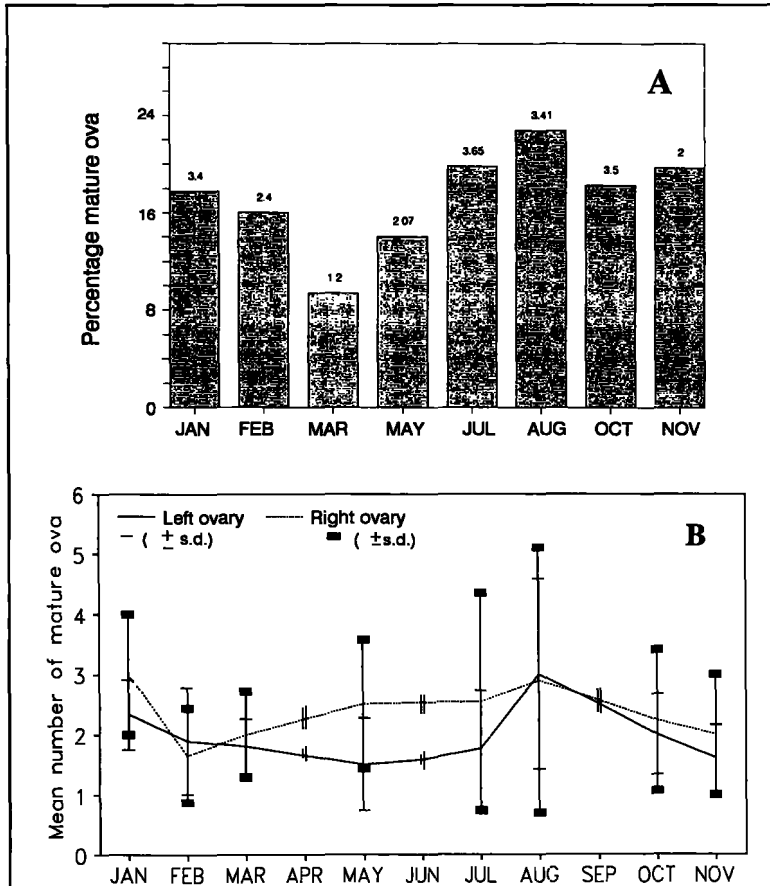 A
Percentage mature ova
24
16
8
0
3.4
2.4
1 2
2 07
3.65
3.41
3.5
2
JAN FEB MAR MAY JUL AUG OCT NOV
B
Mean number of mature ova
6
5
4
3
2
1
0
Left ovary Right ovary
( ± s.d.) ( ±s.d.)
JAN FEB MAR APR MAY JUN JUL AUG SEP OCT NOV